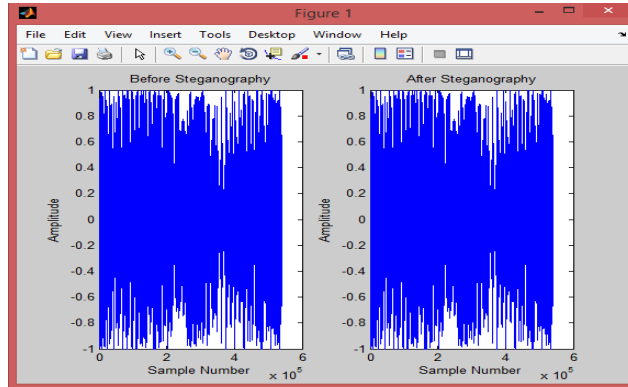 Figure 1
File Edit View Insert Tools Desktop Window Help
Before Steganography
1
0.8
0.6
0.4
0.2
0
-0.2
-0.4
-0.6
-0.8
-1
Amplitude
0 2 4 6
Sample Number × 10^5
After Steganography
1
0.8
0.6
0.4
0.2
0
-0.2
-0.4
-0.6
-0.8
-1
Amplitude
0 2 4 6
Sample Number × 10^5